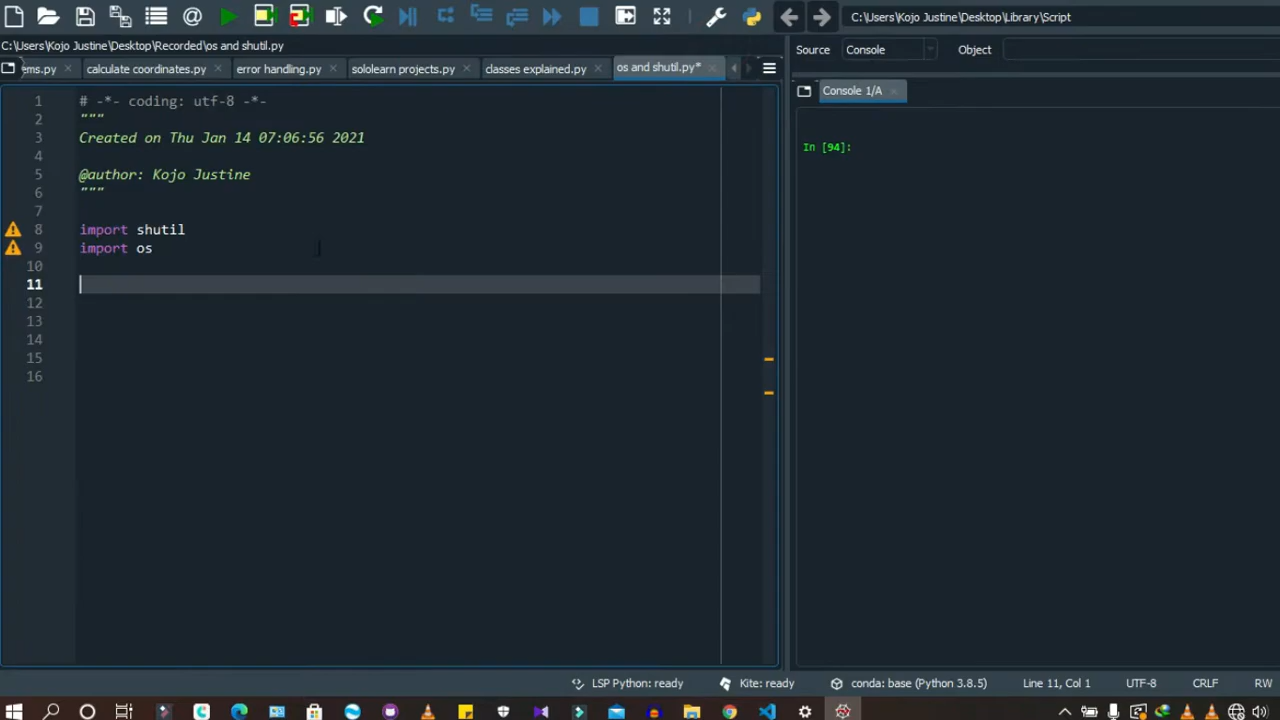 C:\Users\Kojo Justine\Desktop\Library\Script
C:\Users\Kojo Justine\Desktop\Recorded\os and shutil.py
Source Console Object
ems.py calculate coordinates.py error handling.py sololearn projects.py classes explained.py os and shutil.py*
Console 1/A
1 # -*- coding: utf-8 -*-
2 """
3 Created on Thu Jan 14 07:06:56 2021
4
5 @author: Kojo Justine
6 """
7
8 import shutil
9 import os
10
11
12
13
14
15
16
In [94]:
LSP Python: ready Kite: ready conda: base (Python 3.8.5) Line 11, Col 1 UTF-8 CRLF RW